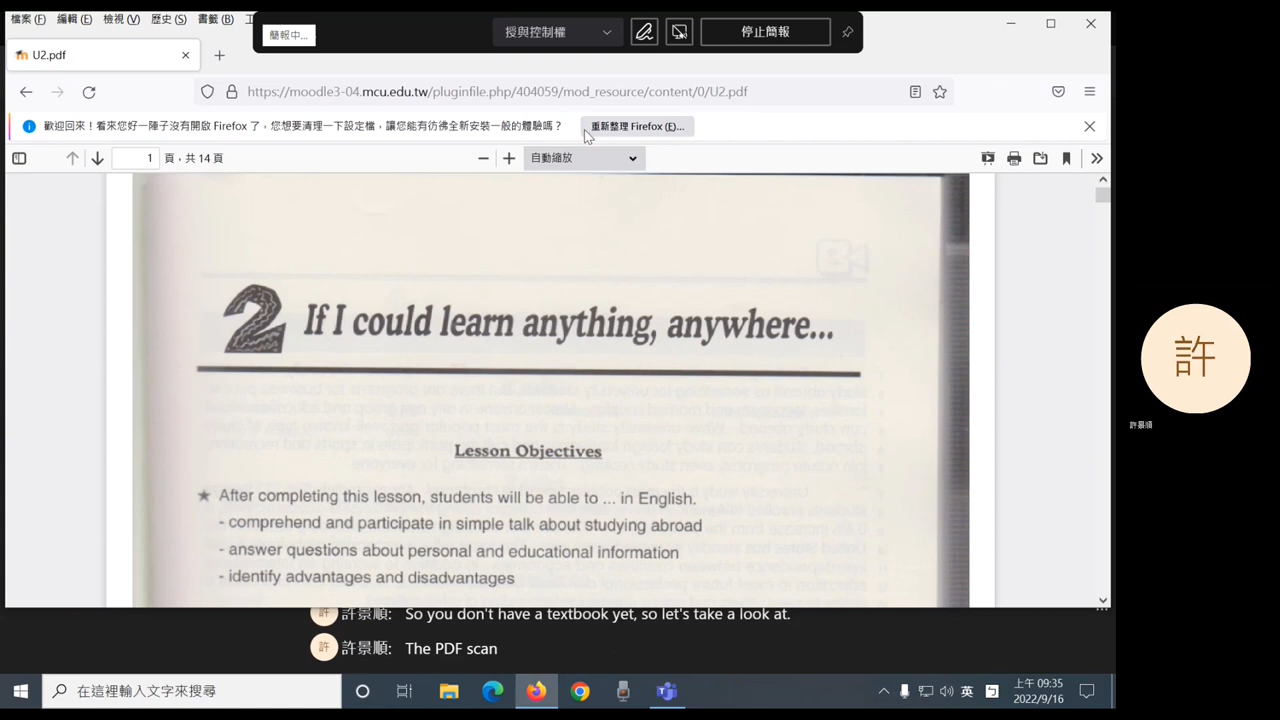 檔案 (F) 編輯 (E) 檢視 (V) 歷史 (S) 書籤 (B)
簡報中...
授與控制權
停止簡報
U2.pdf
https://moodle3-04.mcu.edu.tw/pluginfile.php/404059/mod_resource/content/0/U2.pdf
歡迎回來！看來您好一陣子沒有開啟 Firefox 了，您想要清理一下設定檔，讓您能有彷彿全新安裝一般的體驗嗎？ 重新整理 Firefox (E)...
1 頁，共 14 頁
自動縮放
2 If I could learn anything, anywhere...
Lesson Objectives
★ After completing this lesson, students will be able to ... in English.
- comprehend and participate in simple talk about studying abroad
- answer questions about personal and educational information
- identify advantages and disadvantages
許
許景順
許 許景順: So you don't have a textbook yet, so let's take a look at.
許 許景順: The PDF scan
在這裡輸入文字來搜尋
英
上午 09:35
2022/9/16